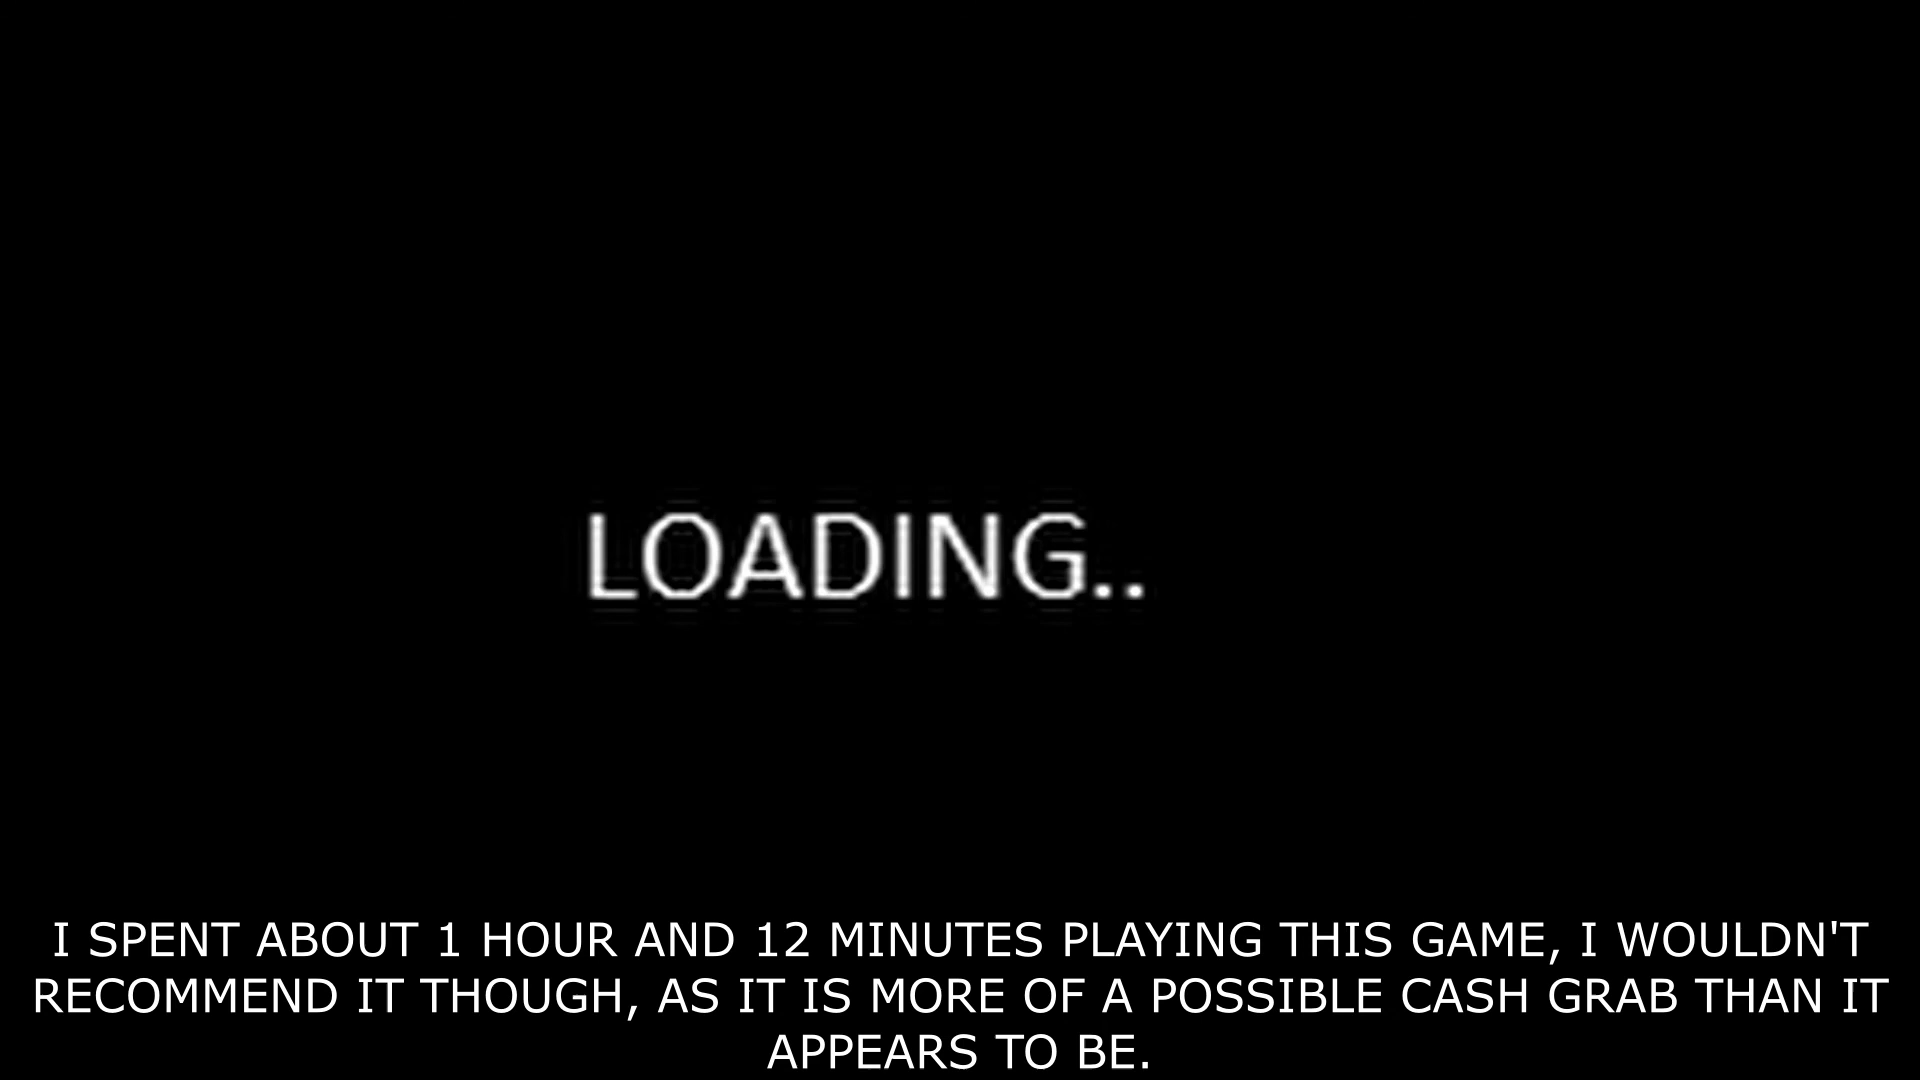 LOADING..
I SPENT ABOUT 1 HOUR AND 12 MINUTES PLAYING THIS GAME, I WOULDN'T
RECOMMEND IT THOUGH, AS IT IS MORE OF A POSSIBLE CASH GRAB THAN IT
APPEARS TO BE.